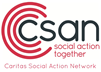 csan
social action
together
Caritas Social Action Network